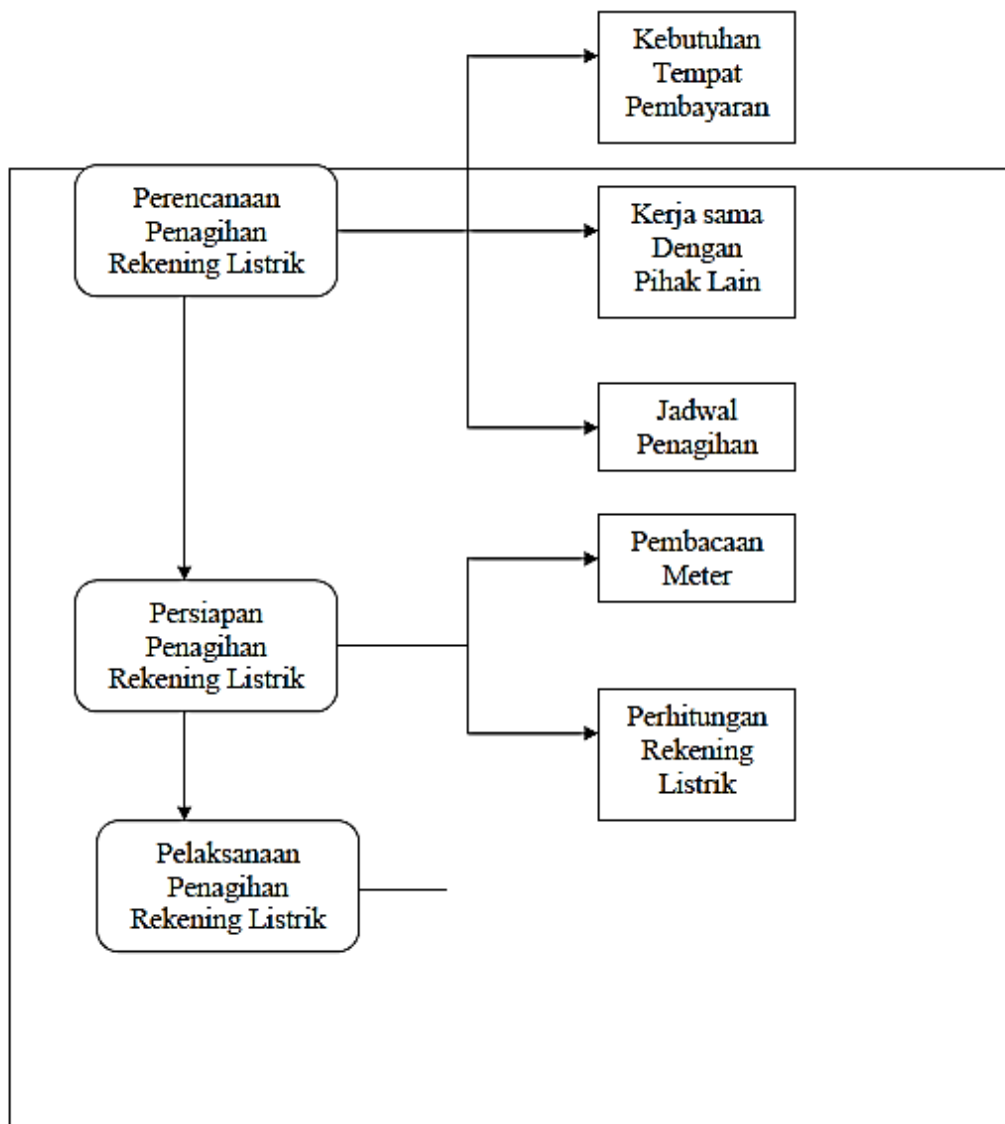 Kebutuhan
Tempat
Pembayaran
Perencanaan
Penagihan
Rekening Listrik
Kerja sama
Dengan
Pihak Lain
Jadwal
Penagihan
Pembacaan
Meter
Persiapan
Penagihan
Rekening Listrik
Perhitungan
Rekening
Listrik
Pelaksanaan
Penagihan
Rekening Listrik